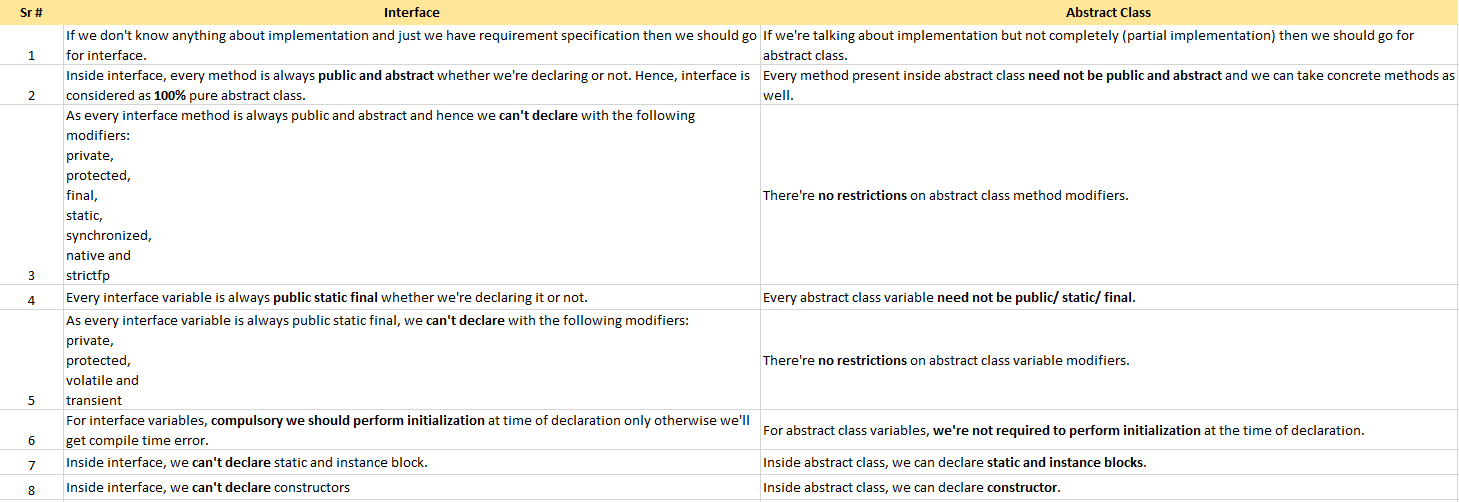 Sr # Interface Abstract Class
If we don't know anything about implementation and just we have requirement specification then we should go
1 for interface.
If we're talking about implementation but not completely (partial implementation) then we should go for
abstract class.
Inside interface, every method is always public and abstract whether we're declaring or not. Hence, interface is
2 considered as 100% pure abstract class.
Every method present inside abstract class need not be public and abstract and we can take concrete methods as
well.
As every interface method is always public and abstract and hence we can't declare with the following
modifiers:
private,
protected,
final,
static,
synchronized,
native and
3 strictfp
There're no restrictions on abstract class method modifiers.
4 Every interface variable is always public static final whether we're declaring it or not.
Every abstract class variable need not be public/ static/ final.
As every interface variable is always public static final, we can't declare with the following modifiers:
private,
protected,
volatile and
5 transient
There're no restrictions on abstract class variable modifiers.
For interface variables, compulsory we should perform initialization at time of declaration only otherwise we'll
6 get compile time error.
For abstract class variables, we're not required to perform initialization at the time of declaration.
7 Inside interface, we can't declare static and instance block.
Inside abstract class, we can declare static and instance blocks.
8 Inside interface, we can't declare constructors
Inside abstract class, we can declare constructor.